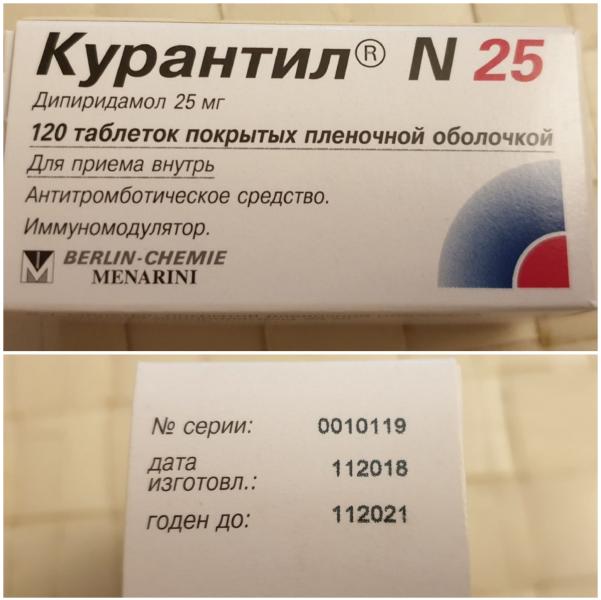 Курантил® N 25
Дипиридамол 25 мг
120 таблеток покрытых пленочной оболочкой
Для приема внутрь
Антитромботическое средство.
Иммуномодулятор.
BERLIN-CHEMIE
MENARINI
№ серии: 0010119
дата
изготовл.: 112018
годен до: 112021